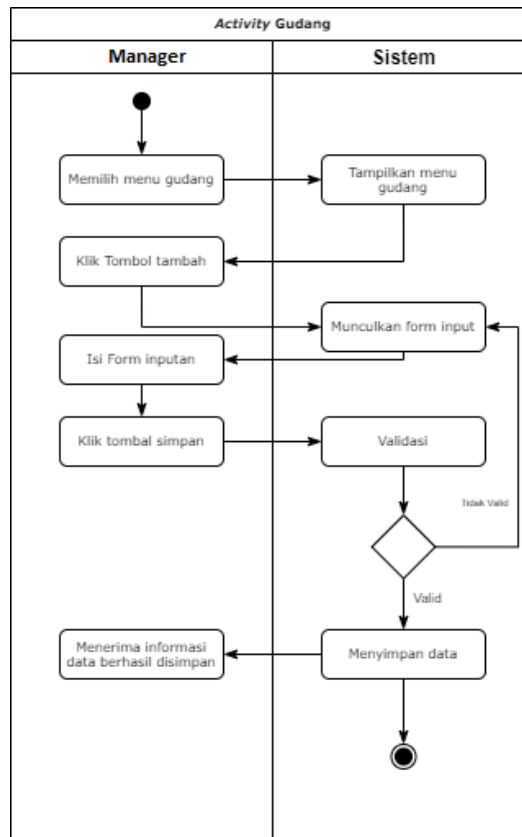 Activity Gudang
Manager
Sistem
Memilih menu gudang
Tampilkan menu
gudang
Klik Tombol tambah
Munculkan form input
Isi Form inputan
Klik tombal simpan
Validasi
Tidak Valid
Valid
Menerima informasi
data berhasil disimpan
Menyimpan data